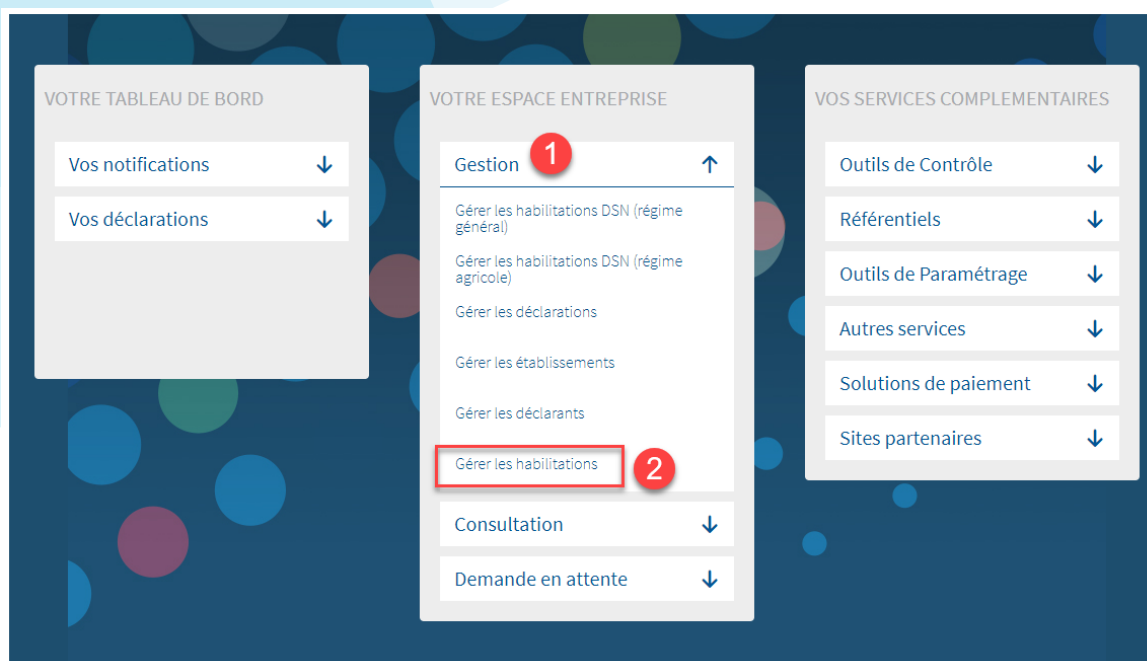 VOTRE TABLEAU DE BORD
Vos notifications
Vos déclarations
VOTRE ESPACE ENTREPRISE
Gestion
1
Gérer les habilitations DSN (régime
général)
Gérer les habilitations DSN (régime
agricole)
Gérer les déclarations
Gérer les établissements
Gérer les déclarants
Gérer les habilitations
2
Consultation
Demande en attente
VOS SERVICES COMPLEMENTAIRES
Outils de Contrôle
Référentiels
Outils de Paramétrage
Autres services
Solutions de paiement
Sites partenaires